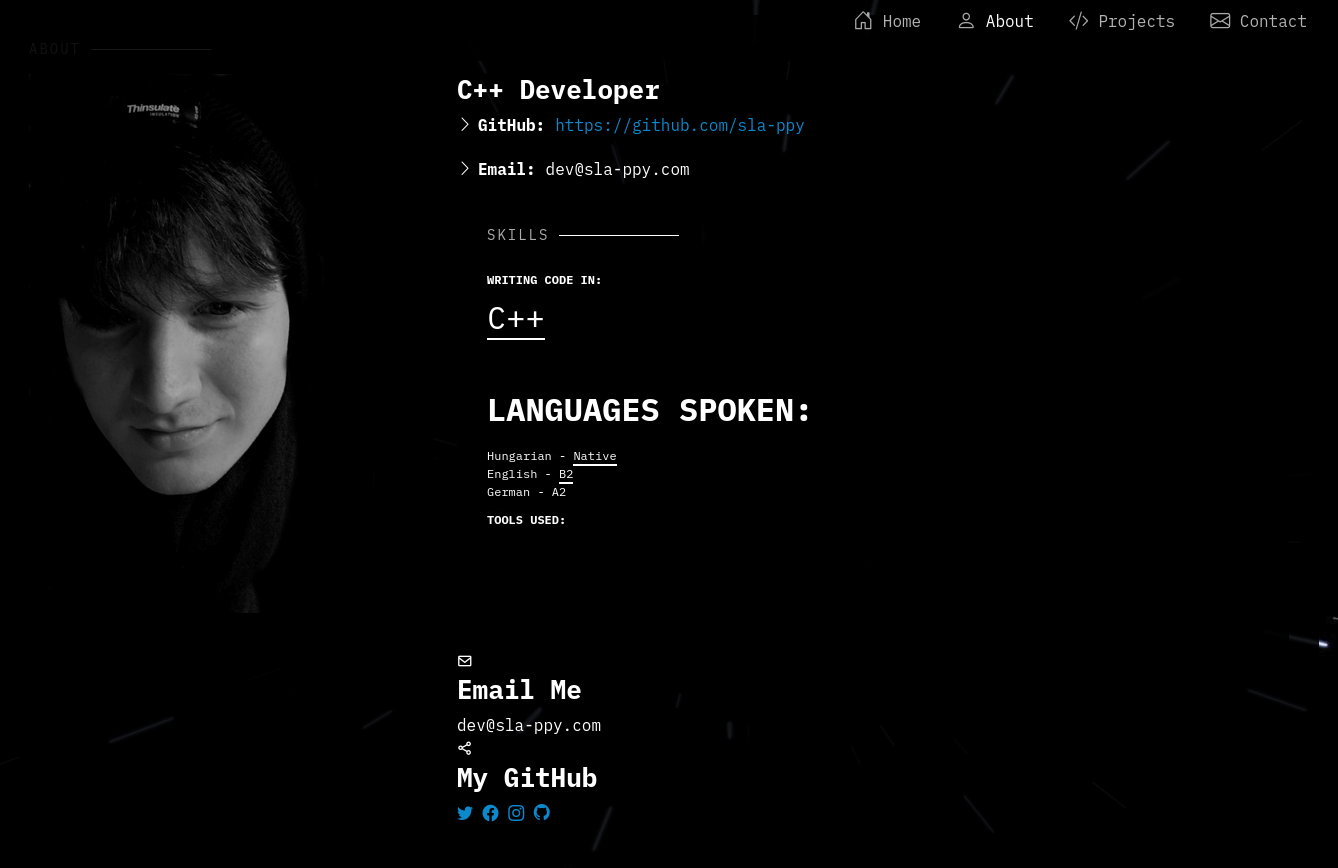 Home
About
Projects
Contact
ABOUT
Thinsulate
INSULATION
C++ Developer
GitHub: https://github.com/sla-ppy
Email: dev@sla-ppy.com
SKILLS
WRITING CODE IN:
C++
LANGUAGES SPOKEN:
Hungarian - Native
English - B2
German - A2
TOOLS USED:
Email Me
dev@sla-ppy.com
My GitHub